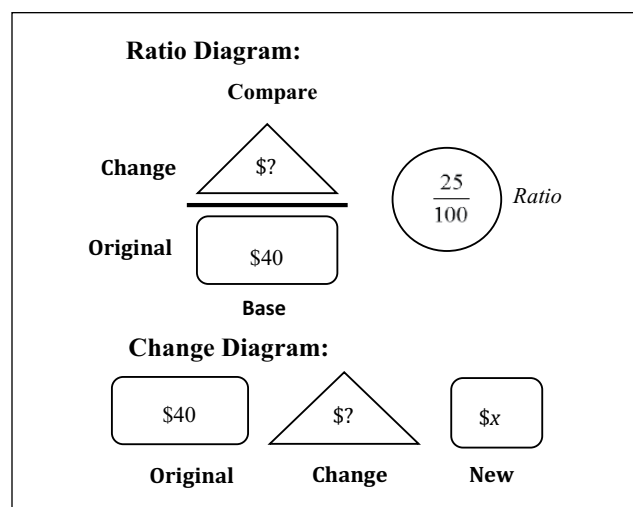 Ratio Diagram:
Compare
Change
$?
25
100
Ratio
Original
$40
Base
Change Diagram:
$40
$?
$x
Original
Change
New